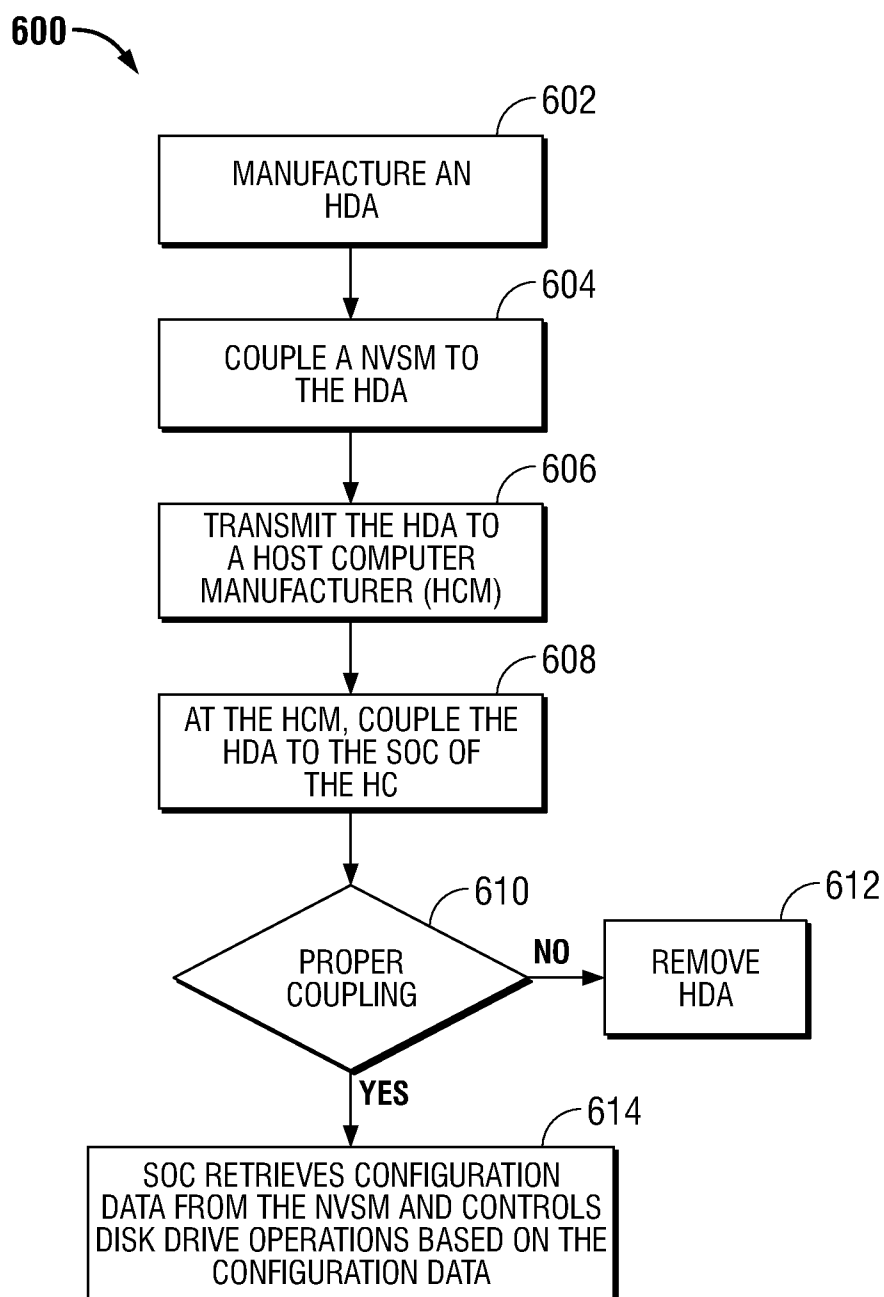 600
602
MANUFACTURE AN
HDA
604
COUPLE A NVSM TO
THE HDA
606
TRANSMIT THE HDA TO
A HOST COMPUTER
MANUFACTURER (HCM)
608
AT THE HCM, COUPLE THE
HDA TO THE SOC OF
THE HC
610
PROPER
COUPLING
NO
612
REMOVE
HDA
YES
614
SOC RETRIEVES CONFIGURATION
DATA FROM THE NVSM AND CONTROLS
DISK DRIVE OPERATIONS BASED ON THE
CONFIGURATION DATA